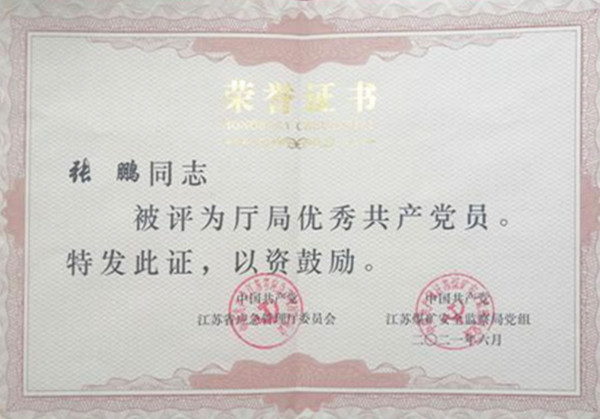 荣誉证书
张鹏同志
被评为厅局优秀共产党员。
特发此证，以资鼓励。
中国共产党
江苏省应急管理厅委员会
中国共产党
江苏煤矿安全监察局党组
二〇二一年六月